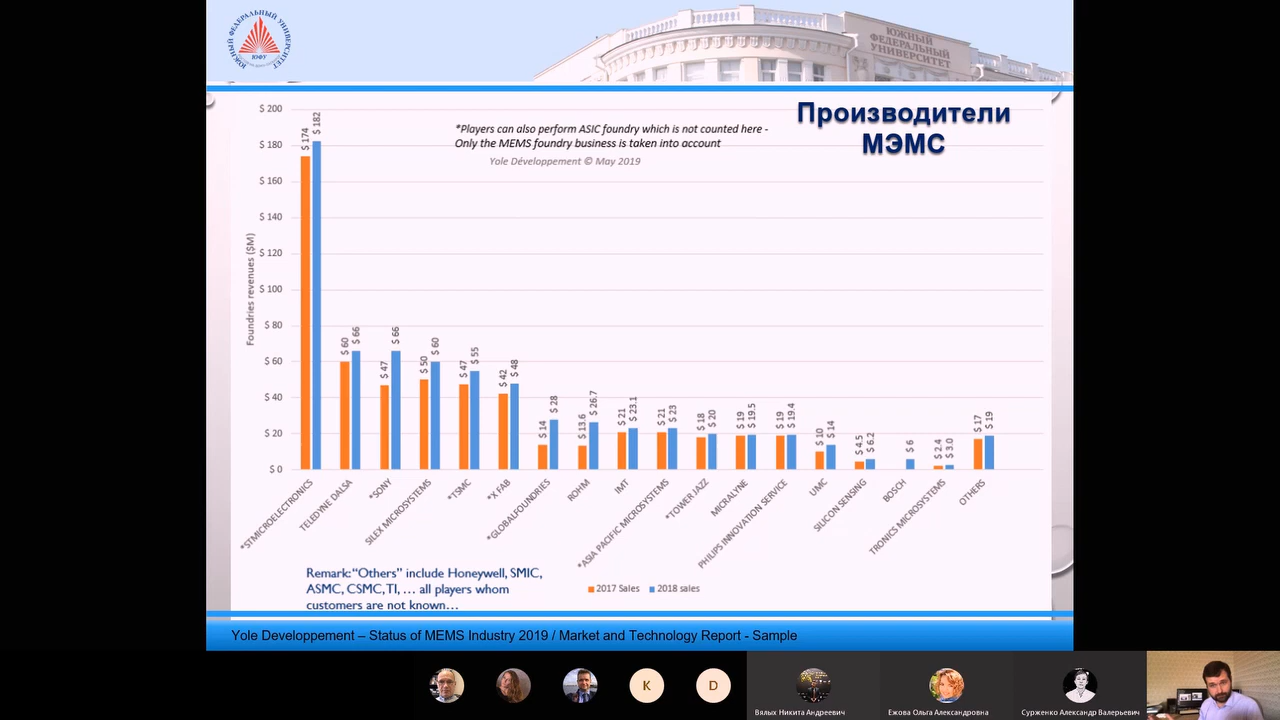 ЮЖНЫЙ ФЕДЕРАЛЬНЫЙ УНИВЕРСИТЕТ
ЮФУ
ЮЖНЫЙ
ФЕДЕРАЛЬНЫЙ
УНИВЕРСИТЕТ
Производители
МЭМС
*Players can also perform ASIC foundry which is not counted here -
Only the MEMS foundry business is taken into account
Yole Développement © May 2019
Foundries revenues ($M)
$ 200
$ 180
$ 160
$ 140
$ 120
$ 100
$ 80
$ 60
$ 40
$ 20
$ 0
$ 174
$ 182
$ 60
$ 66
$ 47
$ 66
$ 50
$ 60
$ 47
$ 55
$ 42
$ 48
$ 14
$ 28
$ 13.6
$ 26.7
$ 21
$ 23.1
$ 21
$ 23
$ 18
$ 20
$ 19
$ 19.5
$ 19
$ 19.4
$ 10
$ 14
$ 4.5
$ 6.2
$ 6
$ 2.4
$ 3.0
$ 17
$ 19
*STMICROELECTRONICS
TELEDYNE DALSA
*SONY
SILEX MICROSYSTEMS
*TSMC
*X FAB
*GLOBALFOUNDRIES
ROHM
IMT
*ASIA PACIFIC MICROSYSTEMS
*TOWER JAZZ
MICRALYNE
PHILIPS INNOVATION SERVICE
UMC
SILICON SENSING
BOSCH
TRONICS MICROSYSTEMS
OTHERS
2017 Sales
2018 sales
Remark: “Others” include Honeywell, SMIC,
ASMC, CSMC, TI, … all players whom
customers are not known…
Yole Developpement – Status of MEMS Industry 2019 / Market and Technology Report - Sample
K
D
Вялых Никита Андреевич
Ежова Ольга Александровна
Сурженко Александр Валерьевич